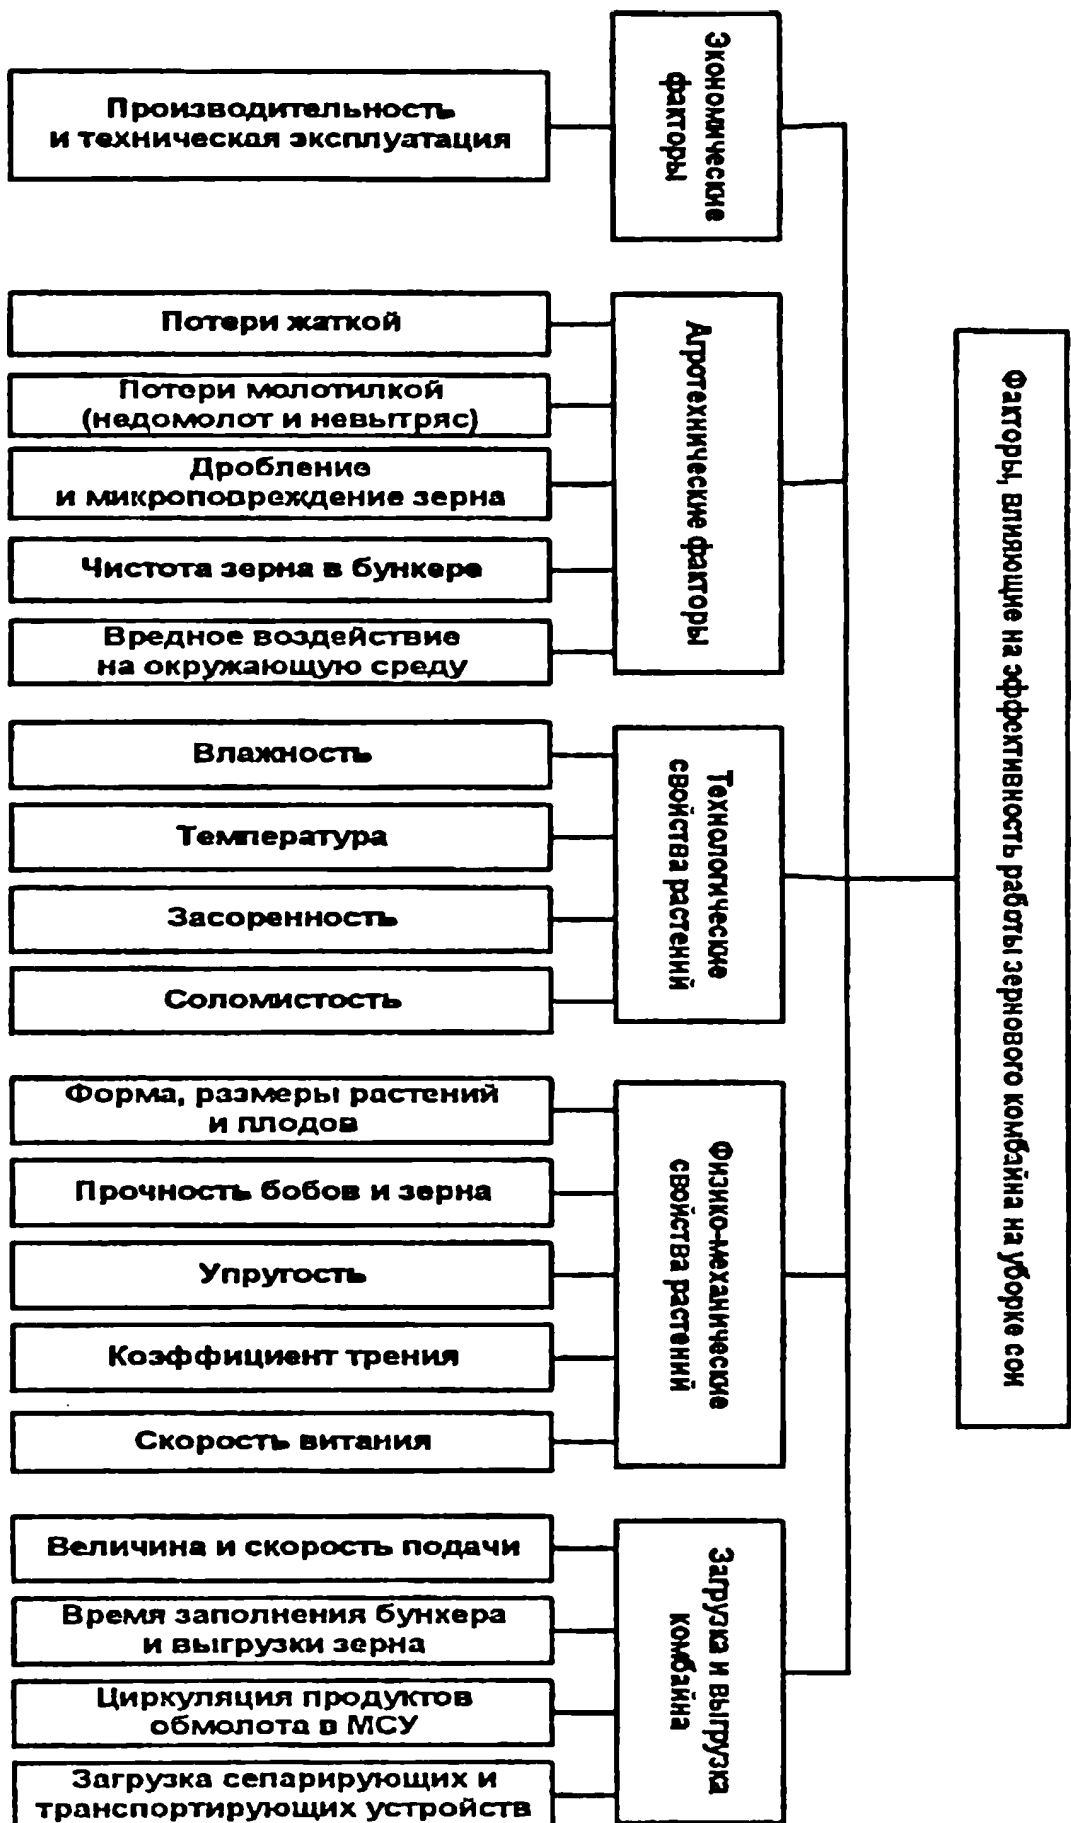 Факторы, влияющие на эффективность работы зернового комбайна на уборке сои
Экономические
факторы
Производительность
и техническая эксплуатация
Агротехнические факторы
Потери жаткой
Потери молотилкой
(недомолот и невытряс)
Дробление
и микроповреждение зерна
Чистота зерна в бункере
Вредное воздействие
на окружающую среду
Технологические
свойства растений
Влажность
Температура
Засоренность
Соломистость
Физико-механические
свойства растений
Форма, размеры растений
и плодов
Прочность бобов и зерна
Упругость
Коэффициент трения
Скорость витания
Загрузка и выгрузка
комбайна
Величина и скорость подачи
Время заполнения бункера
и выгрузки зерна
Циркуляция продуктов
обмолота в МСУ
Загрузка сепарирующих и
транспортирующих устройств